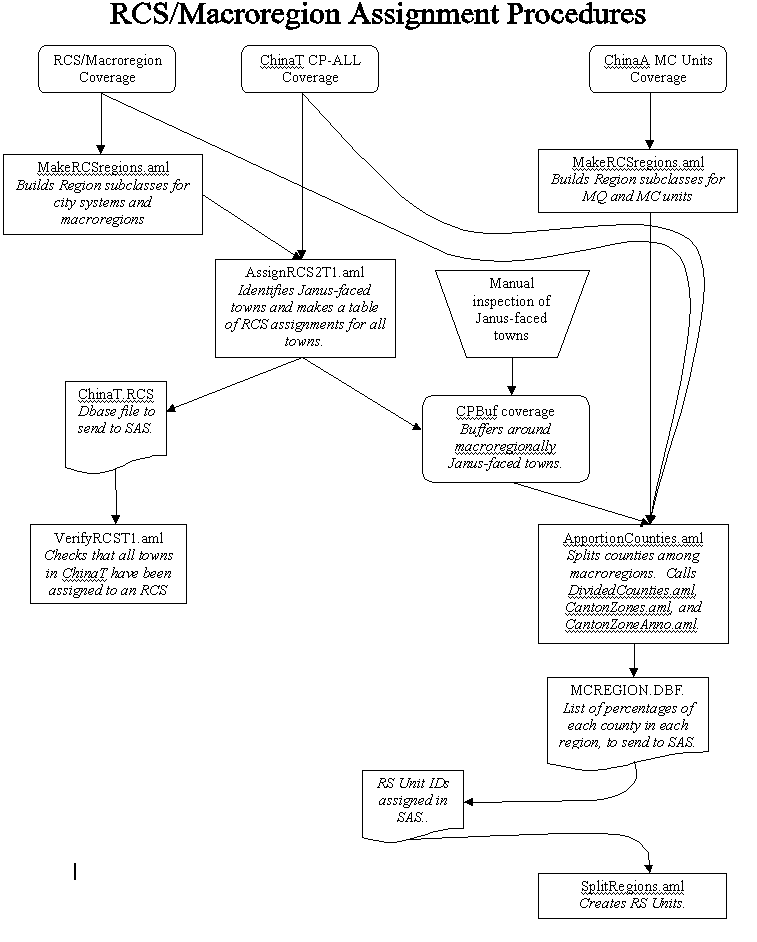 RCS/Macroregion Assignment Procedures
RCS/Macroregion
Coverage
ChinaT CP-ALL
Coverage
ChinaA MC Units
Coverage
MakeRCSregions.aml
Builds Region subclasses for
city systems and
macroregions
MakeRCSregions.aml
Builds Region subclasses for
MQ and MC units
AssignRCS2T1.aml
Identifies Janus-faced
towns and makes a table
of RCS assignments for all
towns.
Manual
inspection of
Janus-faced
towns
ChinaT.RCS
Dbase file to
send to SAS.
CPBuf coverage
Buffers around
macroregionally
Janus-faced towns.
VerifyRCST1.aml
Checks that all towns
in ChinaT have been
assigned to an RCS
ApportionCounties.aml
Splits counties among
macroregions. Calls
DividedCounties.aml,
CantonZones.aml, and
CantonZoneAnno.aml.
MCREGION.DBF.
List of percentages of
each county in each
region, to send to SAS.
RS Unit IDs
assigned in
SAS..
SplitRegions.aml
Creates RS Units.